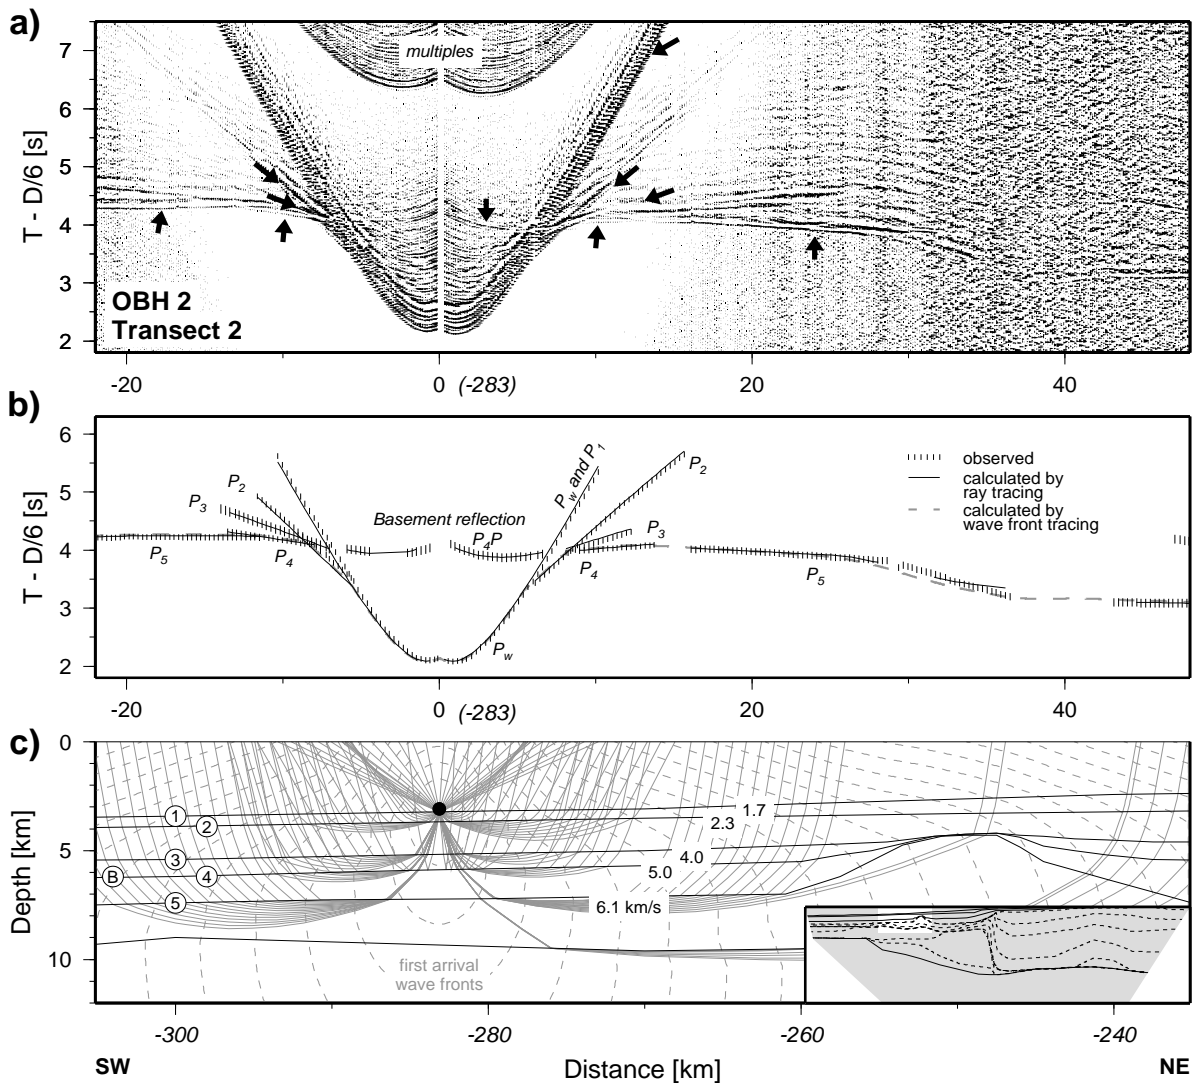 a)
7
6
5
4
3
2
T - D/6 [s]
multiples
OBH 2
Transect 2
-20
0
(-283)
20
40
b)
6
5
4
3
2
T - D/6 [s]
P2
P3
P5
P4
Basement reflection
P4P
Pw
Pw and P1
P2
P3
P4
P5
observed
calculated by
ray tracing
calculated by
wave front tracing
-20
0
(-283)
20
40
c)
0
5
10
Depth [km]
1
2
3
B
4
5
1.7
2.3
4.0
5.0
6.1 km/s
first arrival
wave fronts
-300
-280
-260
-240
SW
Distance [km]
NE